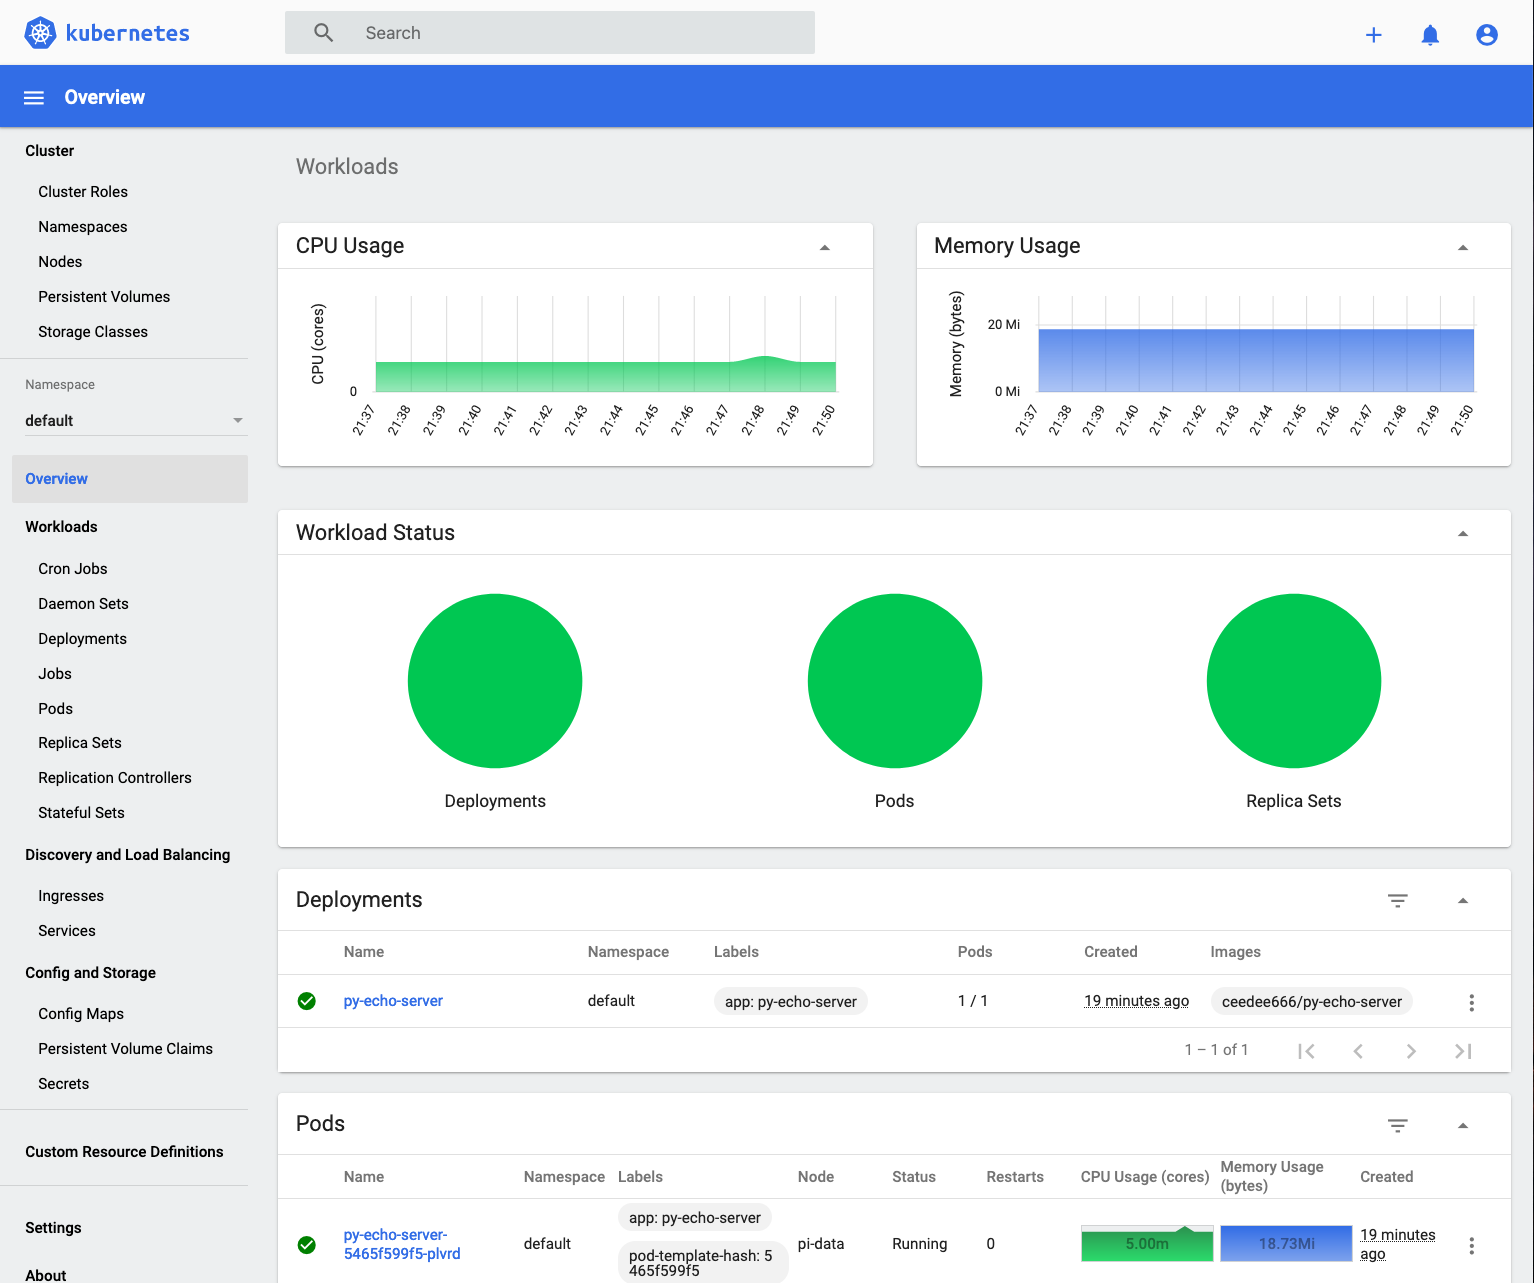 kubernetes
Search
Overview
Cluster
Cluster Roles
Namespaces
Nodes
Persistent Volumes
Storage Classes
Namespace
default
Overview
Workloads
Cron Jobs
Daemon Sets
Deployments
Jobs
Pods
Replica Sets
Replication Controllers
Stateful Sets
Discovery and Load Balancing
Ingresses
Services
Config and Storage
Config Maps
Persistent Volume Claims
Secrets
Custom Resource Definitions
Settings
About
Workloads
CPU Usage
CPU (cores)
0
21:37 21:38 21:39 21:40 21:41 21:42 21:43 21:44 21:45 21:46 21:47 21:48 21:49 21:50
Memory Usage
Memory (bytes)
20 Mi
0 Mi
21:37 21:38 21:39 21:40 21:41 21:42 21:43 21:44 21:45 21:46 21:47 21:48 21:49 21:50
Workload Status
Deployments
Pods
Replica Sets
Deployments
Name Namespace Labels Pods Created Images
py-echo-server default app: py-echo-server 1 / 1 19 minutes ago ceedee666/py-echo-server
1 – 1 of 1
Pods
Name Namespace Labels Node Status Restarts CPU Usage (cores) Memory Usage
(bytes) Created
py-echo-server-
5465f599f5-plvrd
default
app: py-echo-server
pod-template-hash: 5
465f599f5
pi-data
Running
0
5.00m
18.73Mi
19 minutes
ago